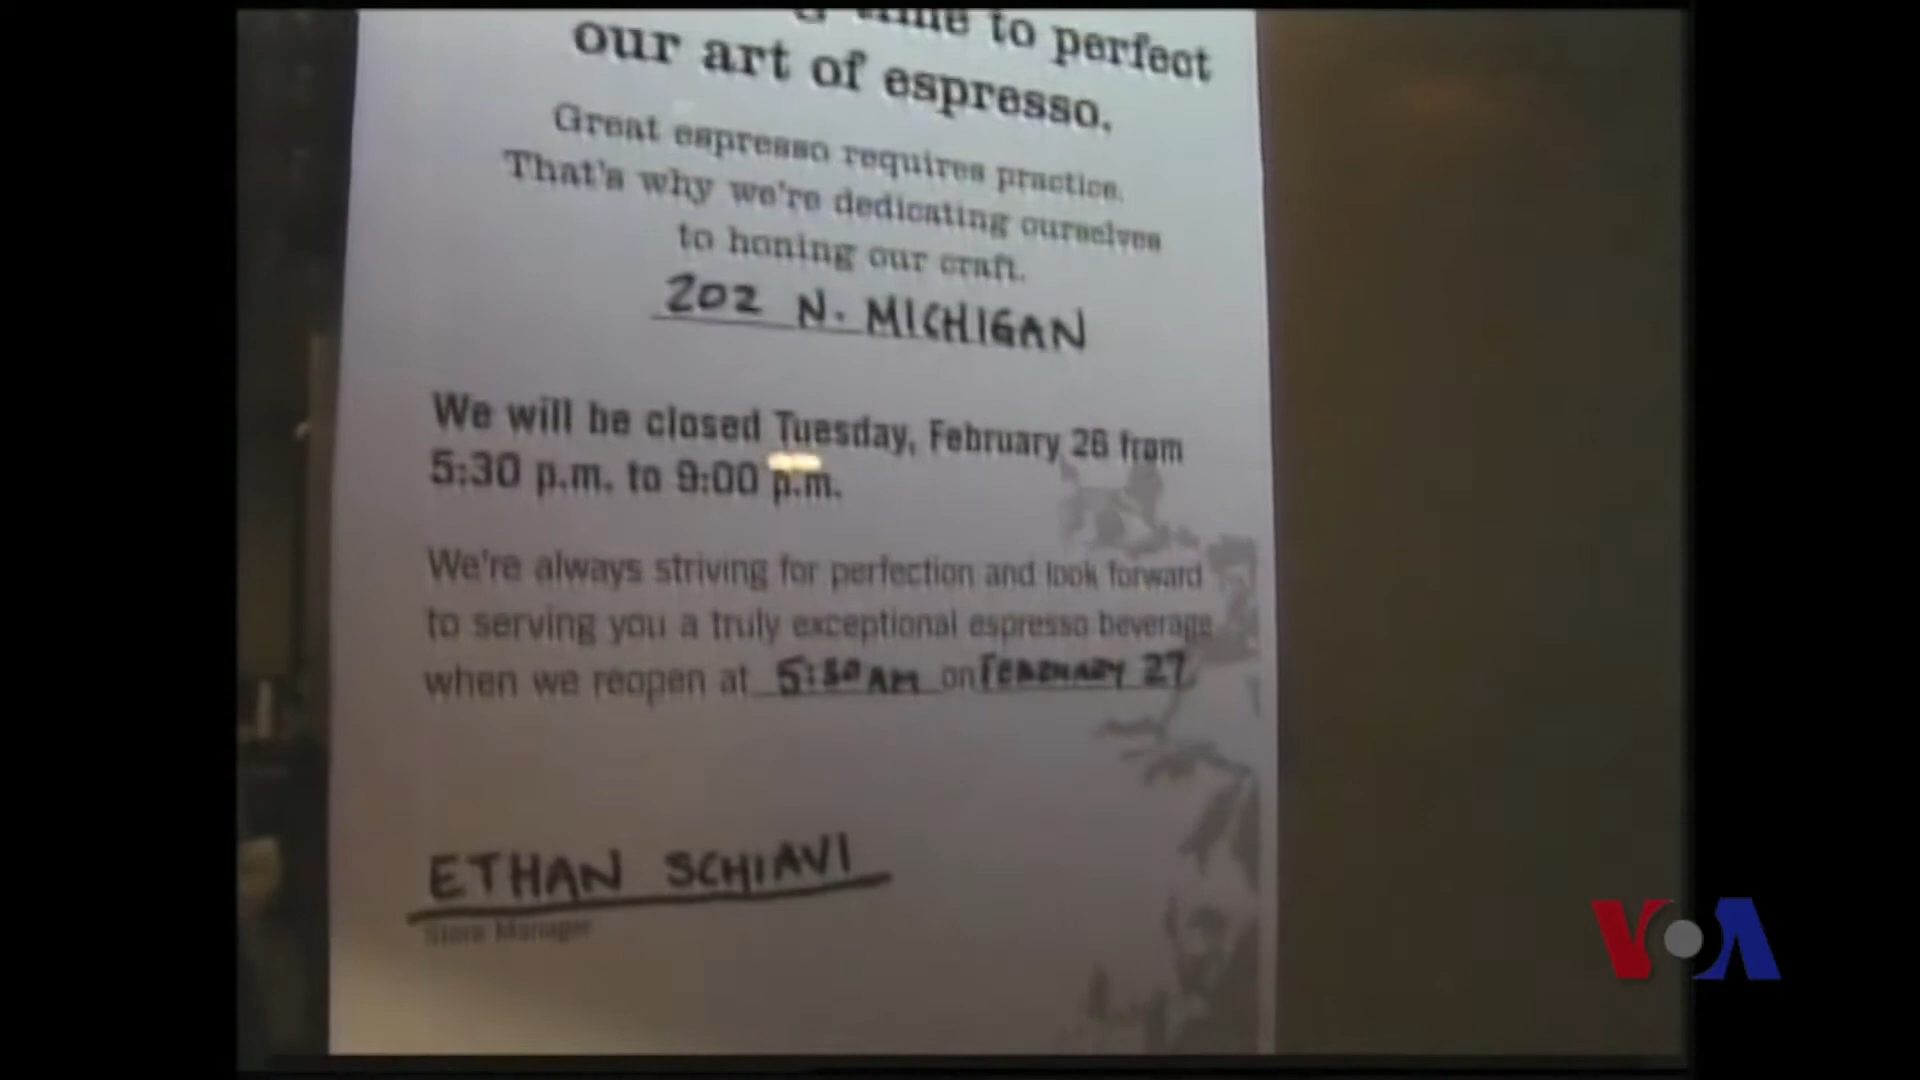 time to perfect
our art of espresso.
Great espresso requires practice.
That's why we're dedicating ourselves
to honing our craft.
202 N. MICHIGAN
We will be closed Tuesday, February 26 from
5:30 p.m. to 9:00 p.m.
We're always striving for perfection and look forward
to serving you a truly exceptional espresso beverage
when we reopen at 5:30 AM on FEBRUARY 27
ETHAN SCHIAVI
Store Manager
VOA